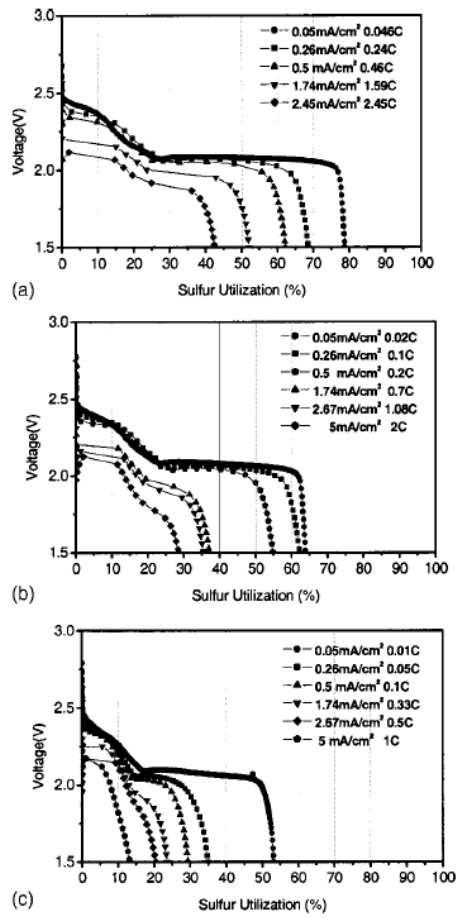 3.0
2.5
2.0
1.5
0 10 20 30 40 50 60 70 80 90 100
Voltage(V)
Sulfur Utilization (%)
0.05mA/cm² 0.046C
0.26mA/cm² 0.24C
0.5 mA/cm² 0.46C
1.74mA/cm² 1.59C
2.45mA/cm² 2.45C
(a)
3.0
2.5
2.0
1.5
0 10 20 30 40 50 60 70 80 90 100
Voltage(V)
Sulfur Utilization (%)
0.05mA/cm² 0.02C
0.26mA/cm² 0.1C
0.5 mA/cm² 0.2C
1.74mA/cm² 0.7C
2.67mA/cm² 1.08C
5mA/cm² 2C
(b)
3.0
2.5
2.0
1.5
0 10 20 30 40 50 60 70 80 90 100
Voltage(V)
Sulfur Utilization (%)
0.05mA/cm² 0.01C
0.26mA/cm² 0.05C
0.5 mA/cm² 0.1C
1.74mA/cm² 0.33C
2.67mA/cm² 0.5C
5 mA/cm² 1C
(c)